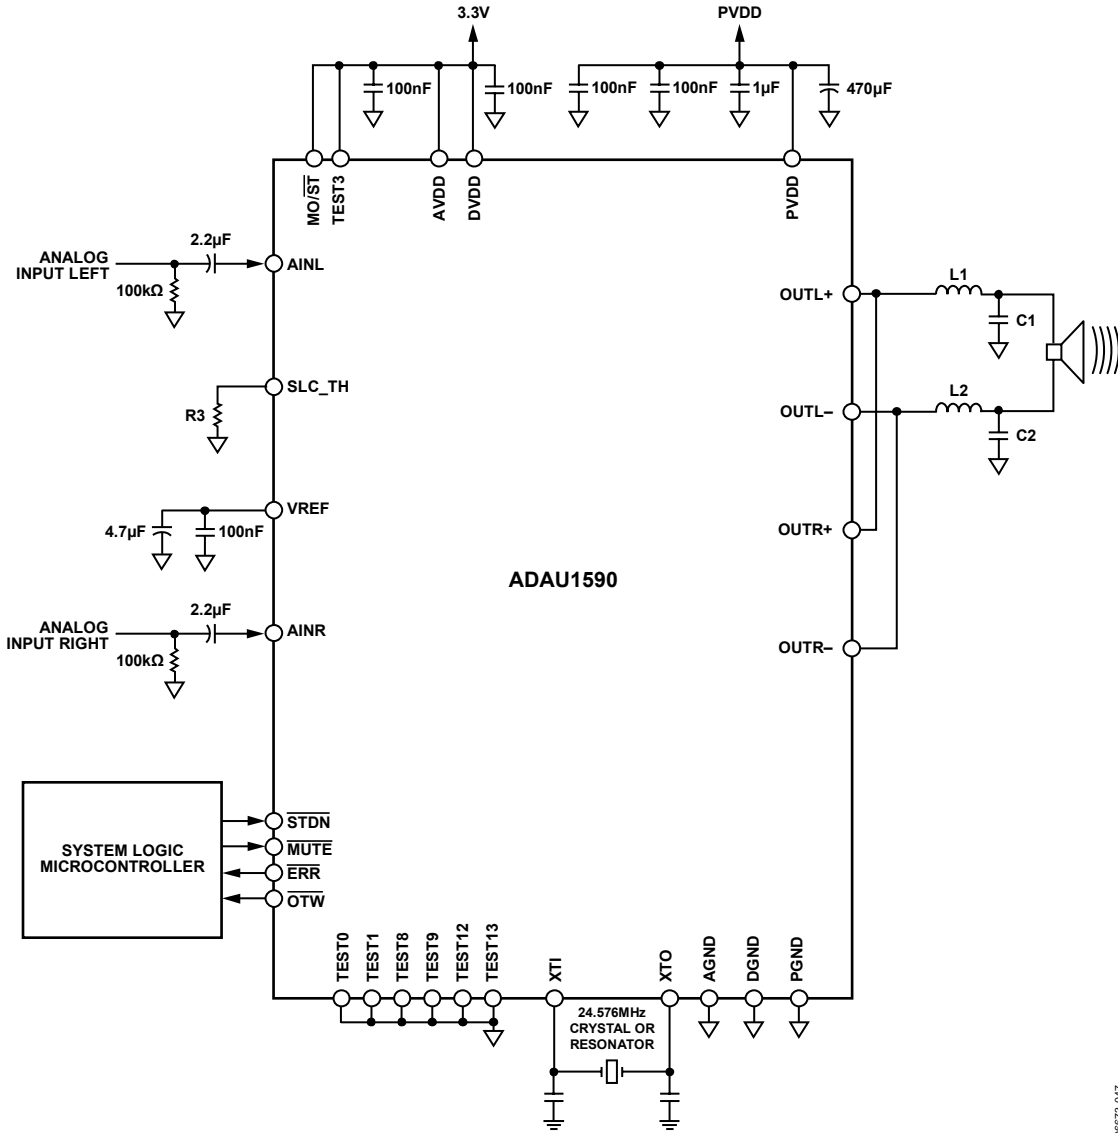 3.3V
PVDD
100nF
100nF
100nF
100nF
1µF
470µF
MO/ST
TEST3
AVDD
DVDD
PVDD
ANALOG
INPUT LEFT
2.2µF
100kΩ
AINL
OUTL+
L1
C1
SLC_TH
R3
OUTL–
L2
C2
VREF
4.7µF
100nF
OUTR+
ADAU1590
ANALOG
INPUT RIGHT
2.2µF
100kΩ
AINR
OUTR–
SYSTEM LOGIC
MICROCONTROLLER
STDN
MUTE
ERR
OTW
TEST0
TEST1
TEST8
TEST9
TEST12
TEST13
XTI
XTO
AGND
DGND
PGND
24.576MHz
CRYSTAL OR
RESONATOR